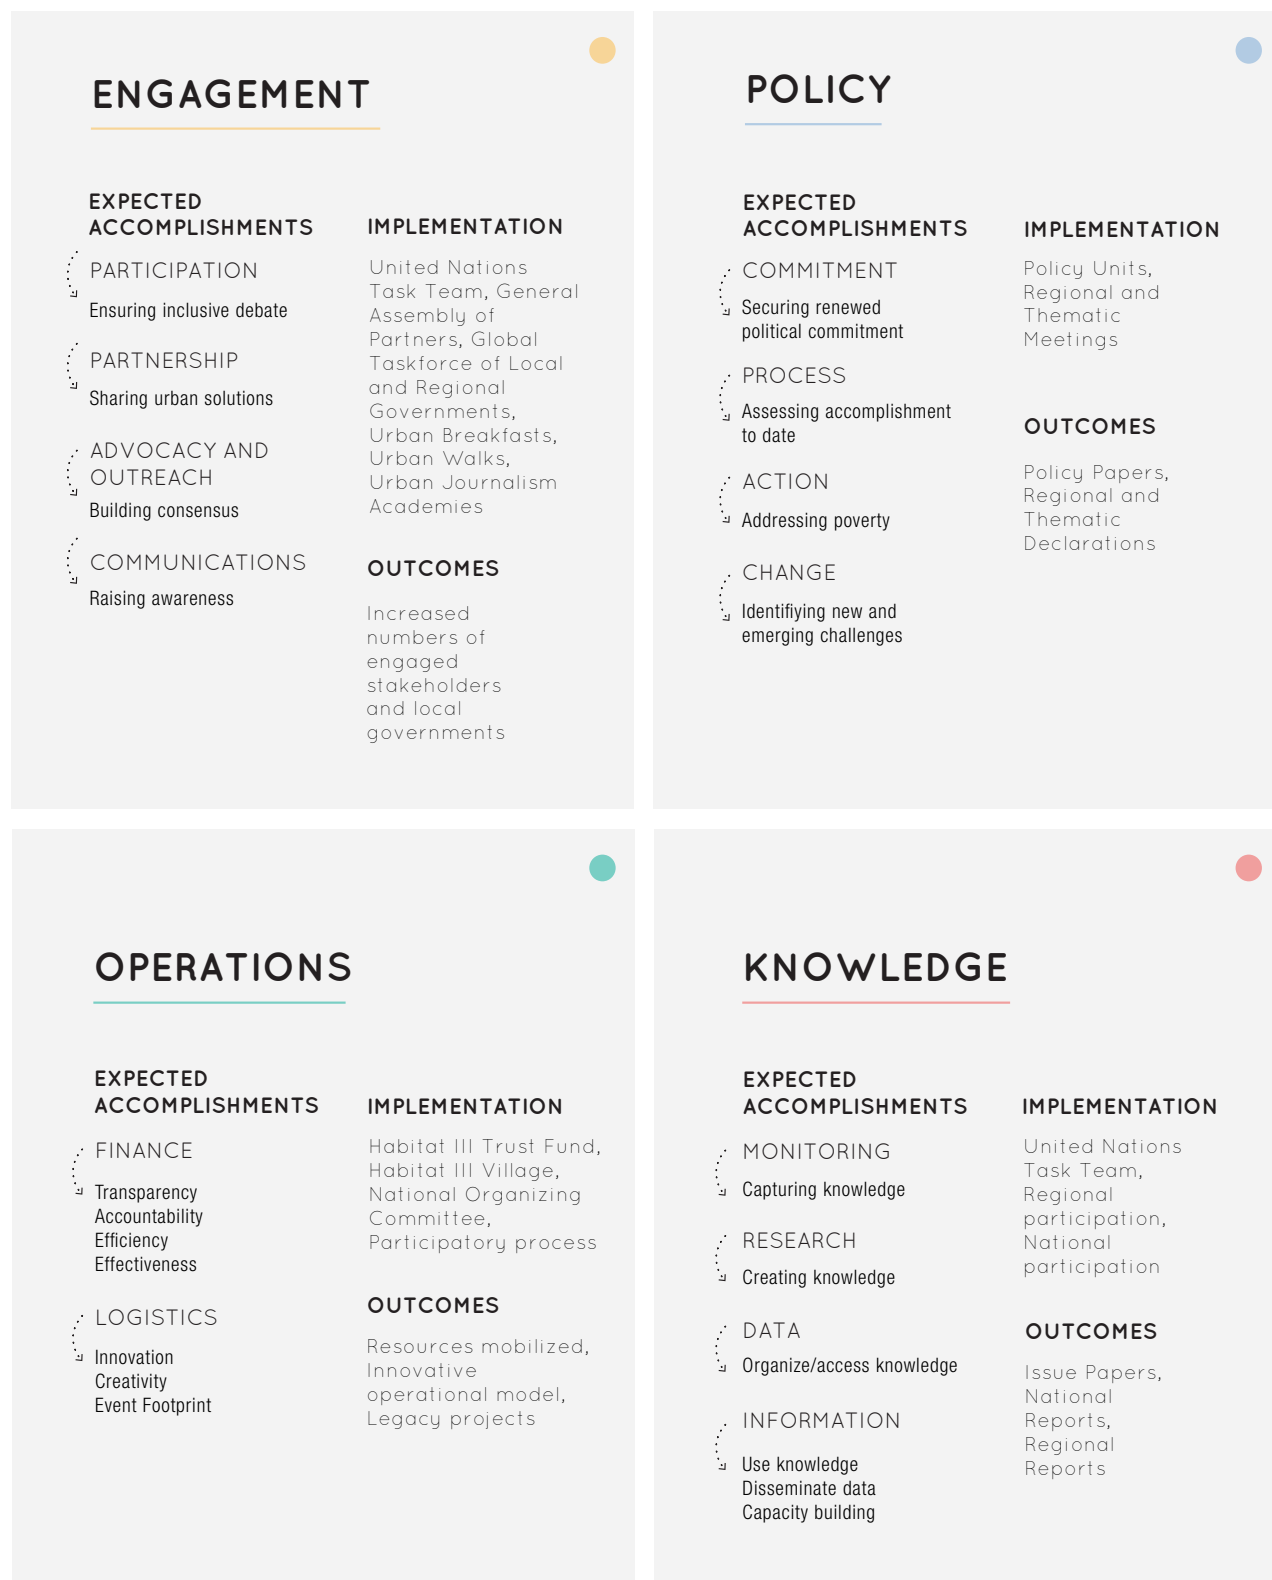 ENGAGEMENT
EXPECTED
ACCOMPLISHMENTS
PARTICIPATION
Ensuring inclusive debate
PARTNERSHIP
Sharing urban solutions
ADVOCACY AND
OUTREACH
Building consensus
COMMUNICATIONS
Raising awareness
IMPLEMENTATION
United Nations
Task Team, General
Assembly of
Partners, Global
Taskforce of Local
and Regional
Governments,
Urban Breakfasts,
Urban Walks,
Urban Journalism
Academies
OUTCOMES
Increased
numbers of
engaged
stakeholders
and local
governments
POLICY
EXPECTED
ACCOMPLISHMENTS
COMMITMENT
Securing renewed
political commitment
PROCESS
Assessing accomplishment
to date
ACTION
Addressing poverty
CHANGE
Identifiying new and
emerging challenges
IMPLEMENTATION
Policy Units,
Regional and
Thematic
Meetings
OUTCOMES
Policy Papers,
Regional and
Thematic
Declarations
OPERATIONS
EXPECTED
ACCOMPLISHMENTS
FINANCE
Transparency
Accountability
Efficiency
Effectiveness
LOGISTICS
Innovation
Creativity
Event Footprint
IMPLEMENTATION
Habitat III Trust Fund,
Habitat III Village,
National Organizing
Committee,
Participatory process
OUTCOMES
Resources mobilized,
Innovative
operational model,
Legacy projects
KNOWLEDGE
EXPECTED
ACCOMPLISHMENTS
MONITORING
Capturing knowledge
RESEARCH
Creating knowledge
DATA
Organize/access knowledge
INFORMATION
Use knowledge
Disseminate data
Capacity building
IMPLEMENTATION
United Nations
Task Team,
Regional
participation,
National
participation
OUTCOMES
Issue Papers,
National
Reports,
Regional
Reports